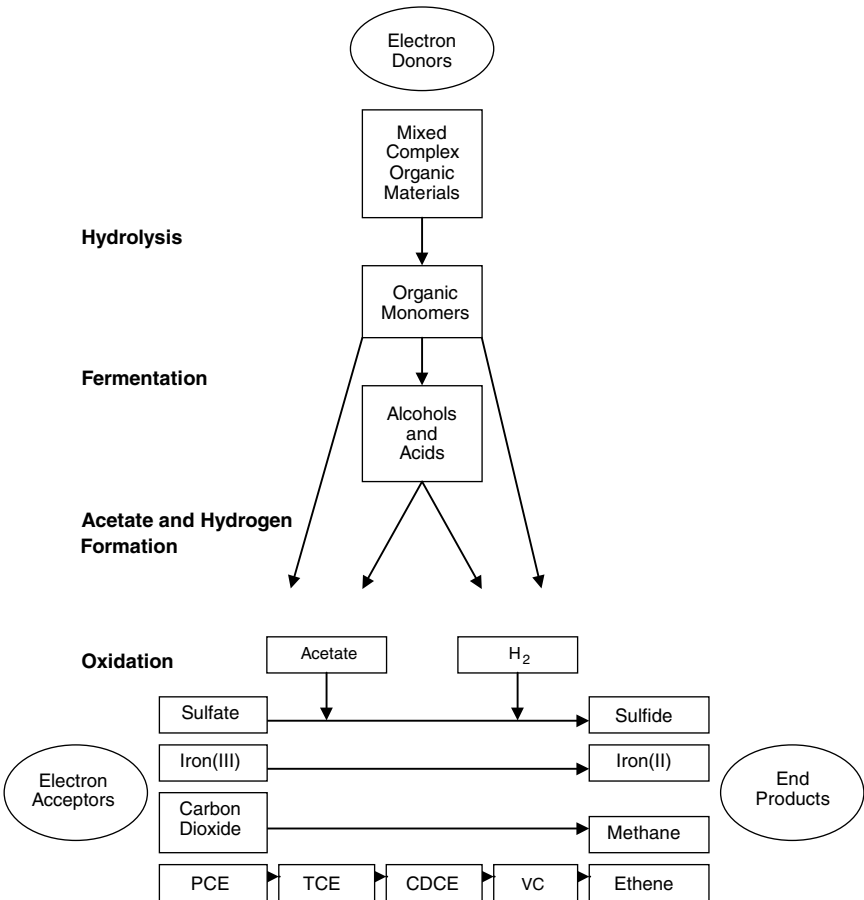 Electron
Donors
Mixed
Complex
Organic
Materials
Hydrolysis
Organic
Monomers
Fermentation
Alcohols
and
Acids
Acetate and Hydrogen
Formation
Oxidation
Acetate
H2
Sulfate
Sulfide
Iron(III)
Iron(II)
Electron
Acceptors
End
Products
Carbon
Dioxide
Methane
PCE
TCE
CDCE
VC
Ethene